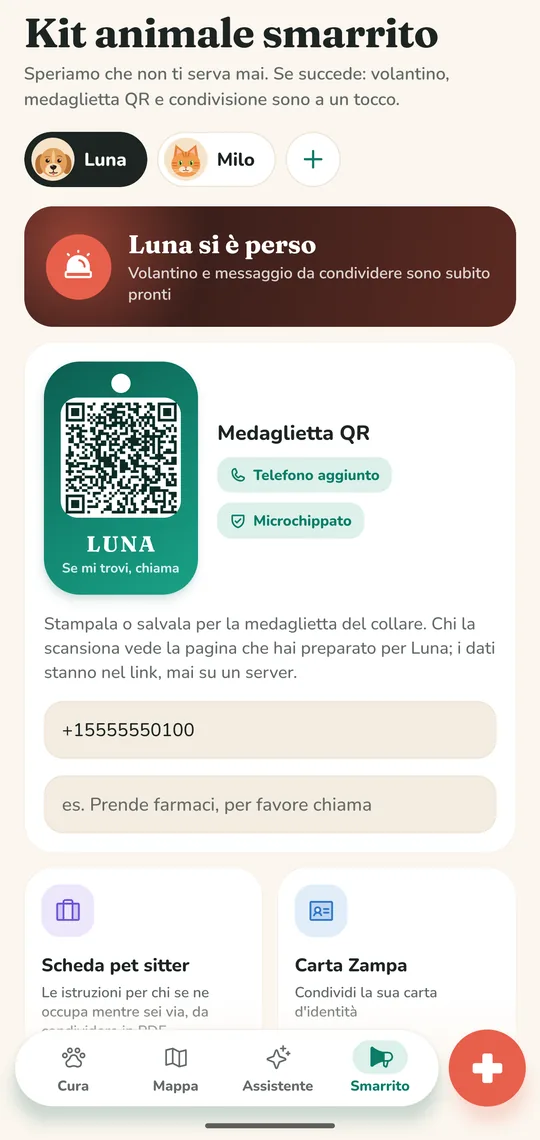 Kit animale smarrito
Speriamo che non ti serva mai. Se succede: volantino,
medaglietta QR e condivisione sono a un tocco.
Luna
Milo
Luna si è perso
Volantino e messaggio da condividere sono subito
pronti
LUNA
Se mi trovi, chiama
Medaglietta QR
Telefono aggiunto
Microchippato
Stampala o salvala per la medaglietta del collare. Chi la
scansiona vede la pagina che hai preparato per Luna; i dati
stanno nel link, mai su un server.
+15555550100
es. Prende farmaci, per favore chiama
Scheda pet sitter
Le istruzioni per chi se ne
occupa mentre sei via, da
condividere in PDF
Carta Zampa
Condividi la sua carta
d'identità
Cura
Mappa
Assistente
Smarrito